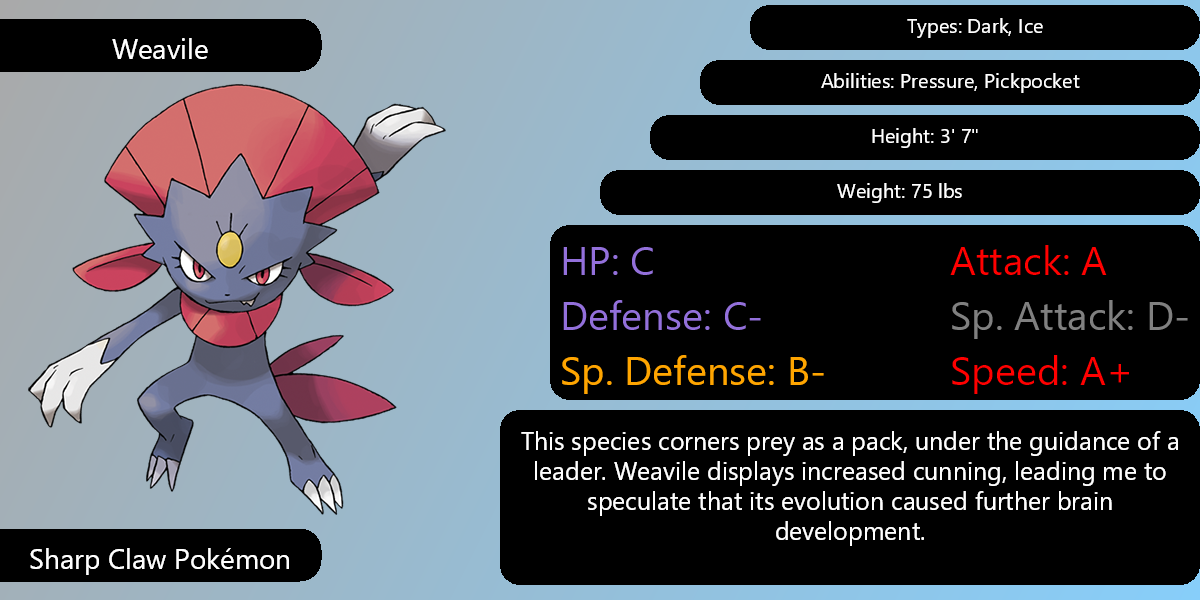 Weavile
Types: Dark, Ice
Abilities: Pressure, Pickpocket
Height: 3' 7"
Weight: 75 lbs
HP: C
Attack: A
Defense: C-
Sp. Attack: D-
Sp. Defense: B-
Speed: A+
This species corners prey as a pack, under the guidance of a
leader. Weavile displays increased cunning, leading me to
speculate that its evolution caused further brain
development.
Sharp Claw Pokémon